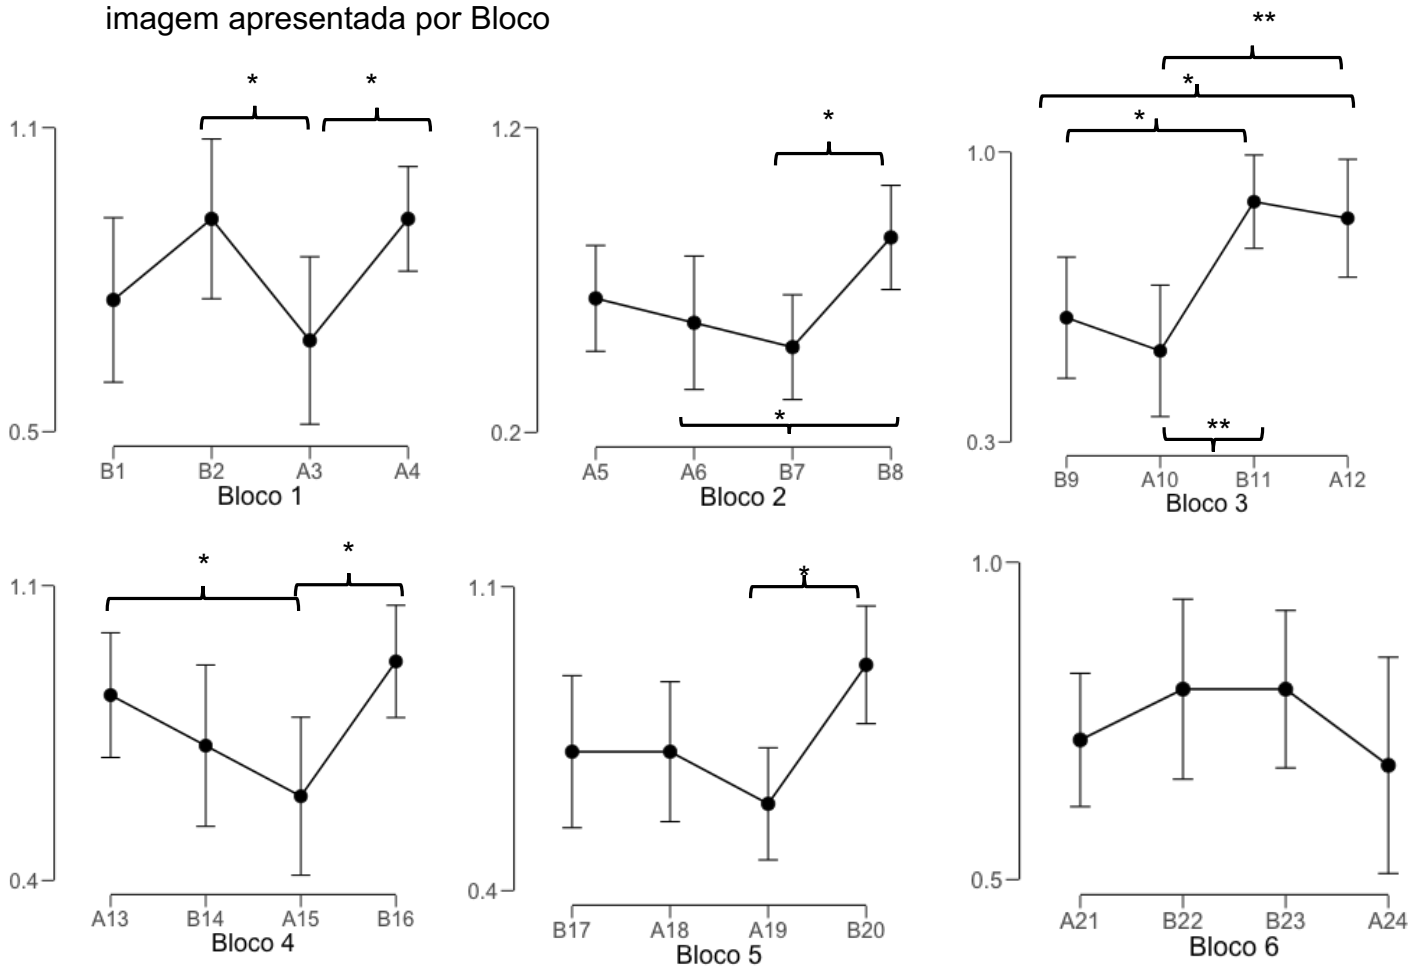 imagem apresentada por Bloco
* *
1.1
0.5
B1 B2 A3 A4
Bloco 1
*
1.2
*
0.2
A5 A6 B7 B8
Bloco 2
**
*
*
1.0
**
0.3
B9 A10 B11 A12
Bloco 3
* *
1.1
0.4
A13 B14 A15 B16
Bloco 4
*
1.1
0.4
B17 A18 A19 B20
Bloco 5
1.0
0.5
A21 B22 B23 A24
Bloco 6